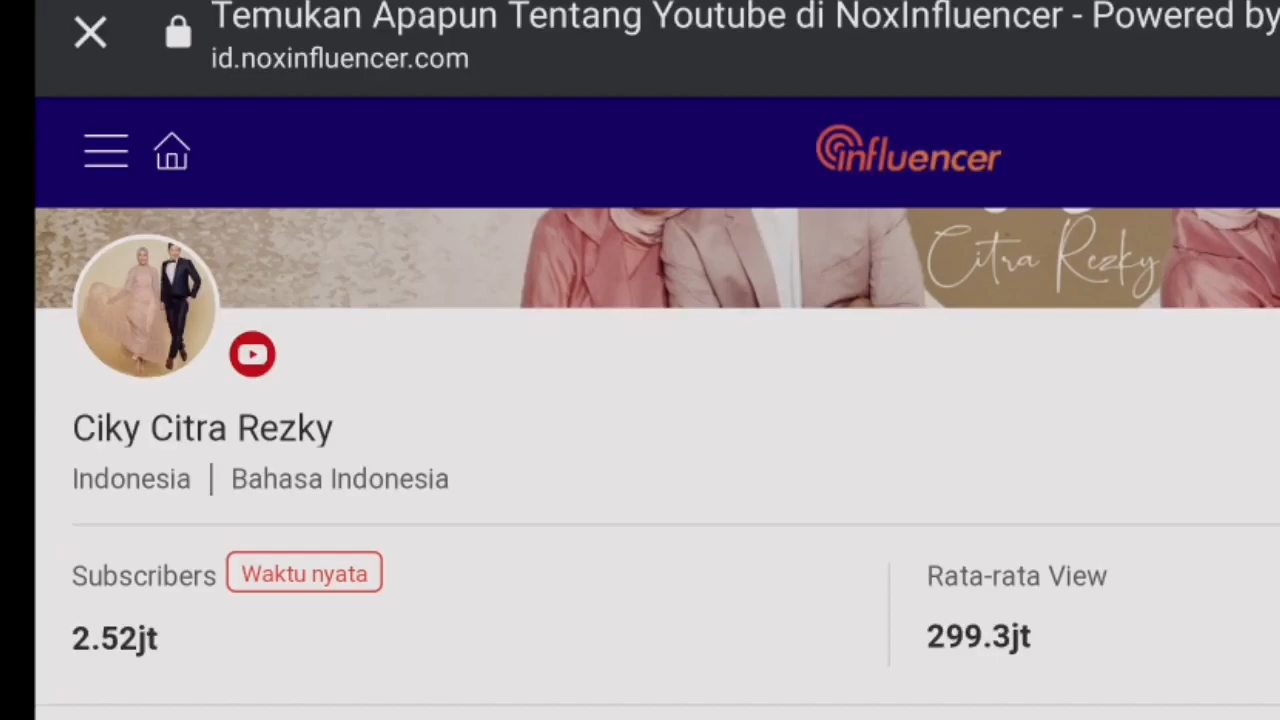 Temukan Apapun Tentang Youtube di NoxInfluencer - Powered by
id.noxinfluencer.com
influencer
Citra Rezky
Ciky Citra Rezky
Indonesia | Bahasa Indonesia
Subscribers Waktu nyata
Rata-rata View
2.52jt
299.3jt